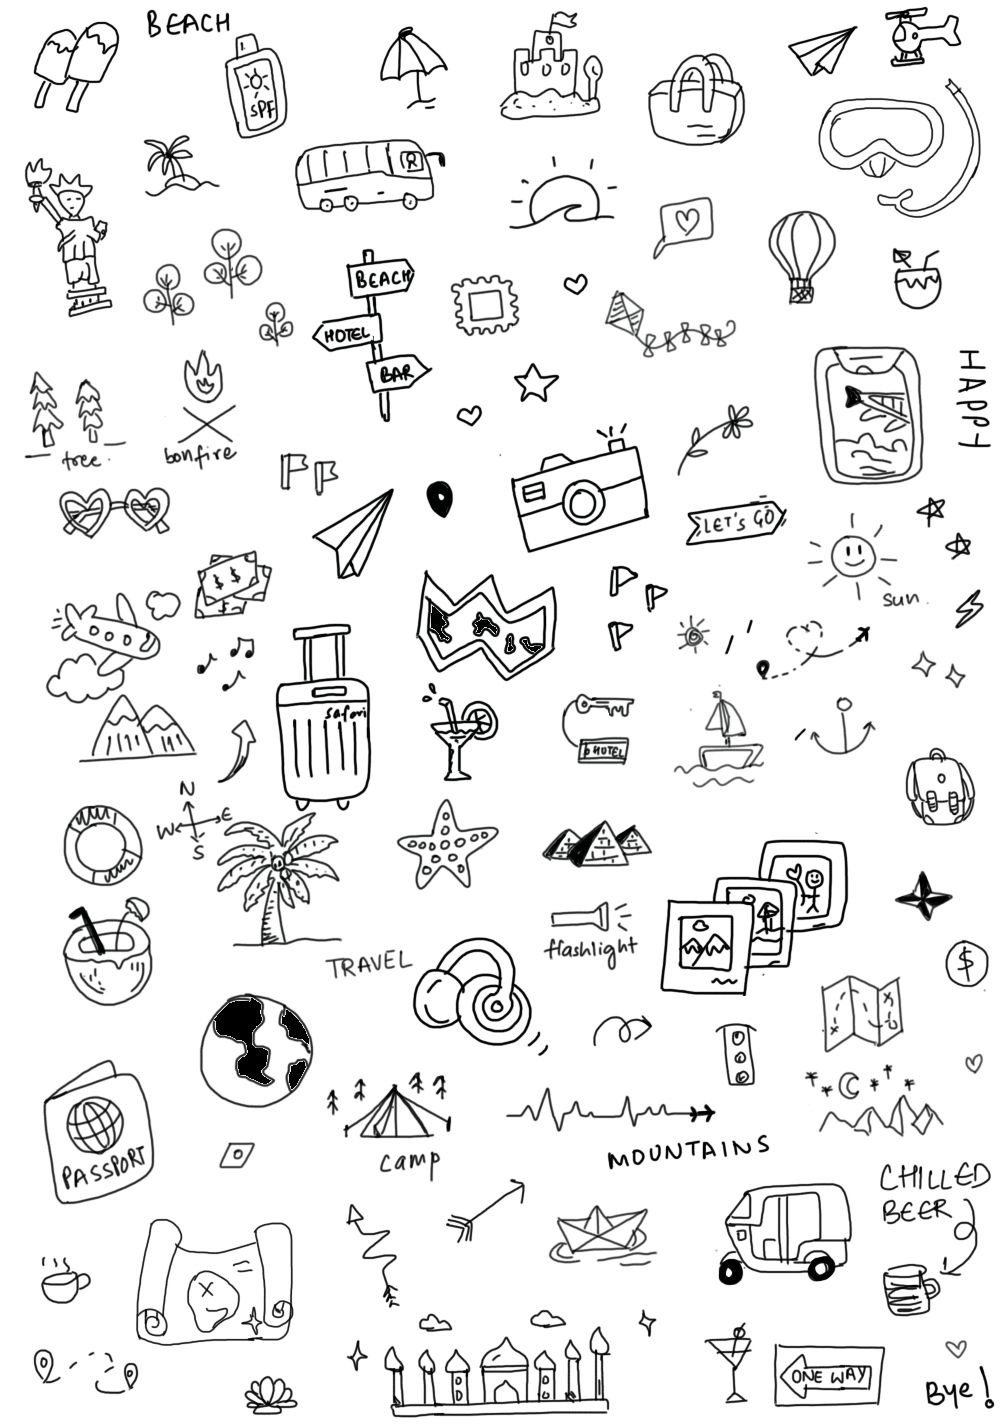 BEACH
SPF
R
BEACH
HOTEL
BAR
HAPPY
tree.
bonfire
LET'S GO
$ $
$
sun.
safari
HOTEL
N
W E
S
flashlight
TRAVEL
$
x
x
PASSPORT
camp
MOUNTAINS
CHILLED
BEER
x
ONE WAY
Bye!